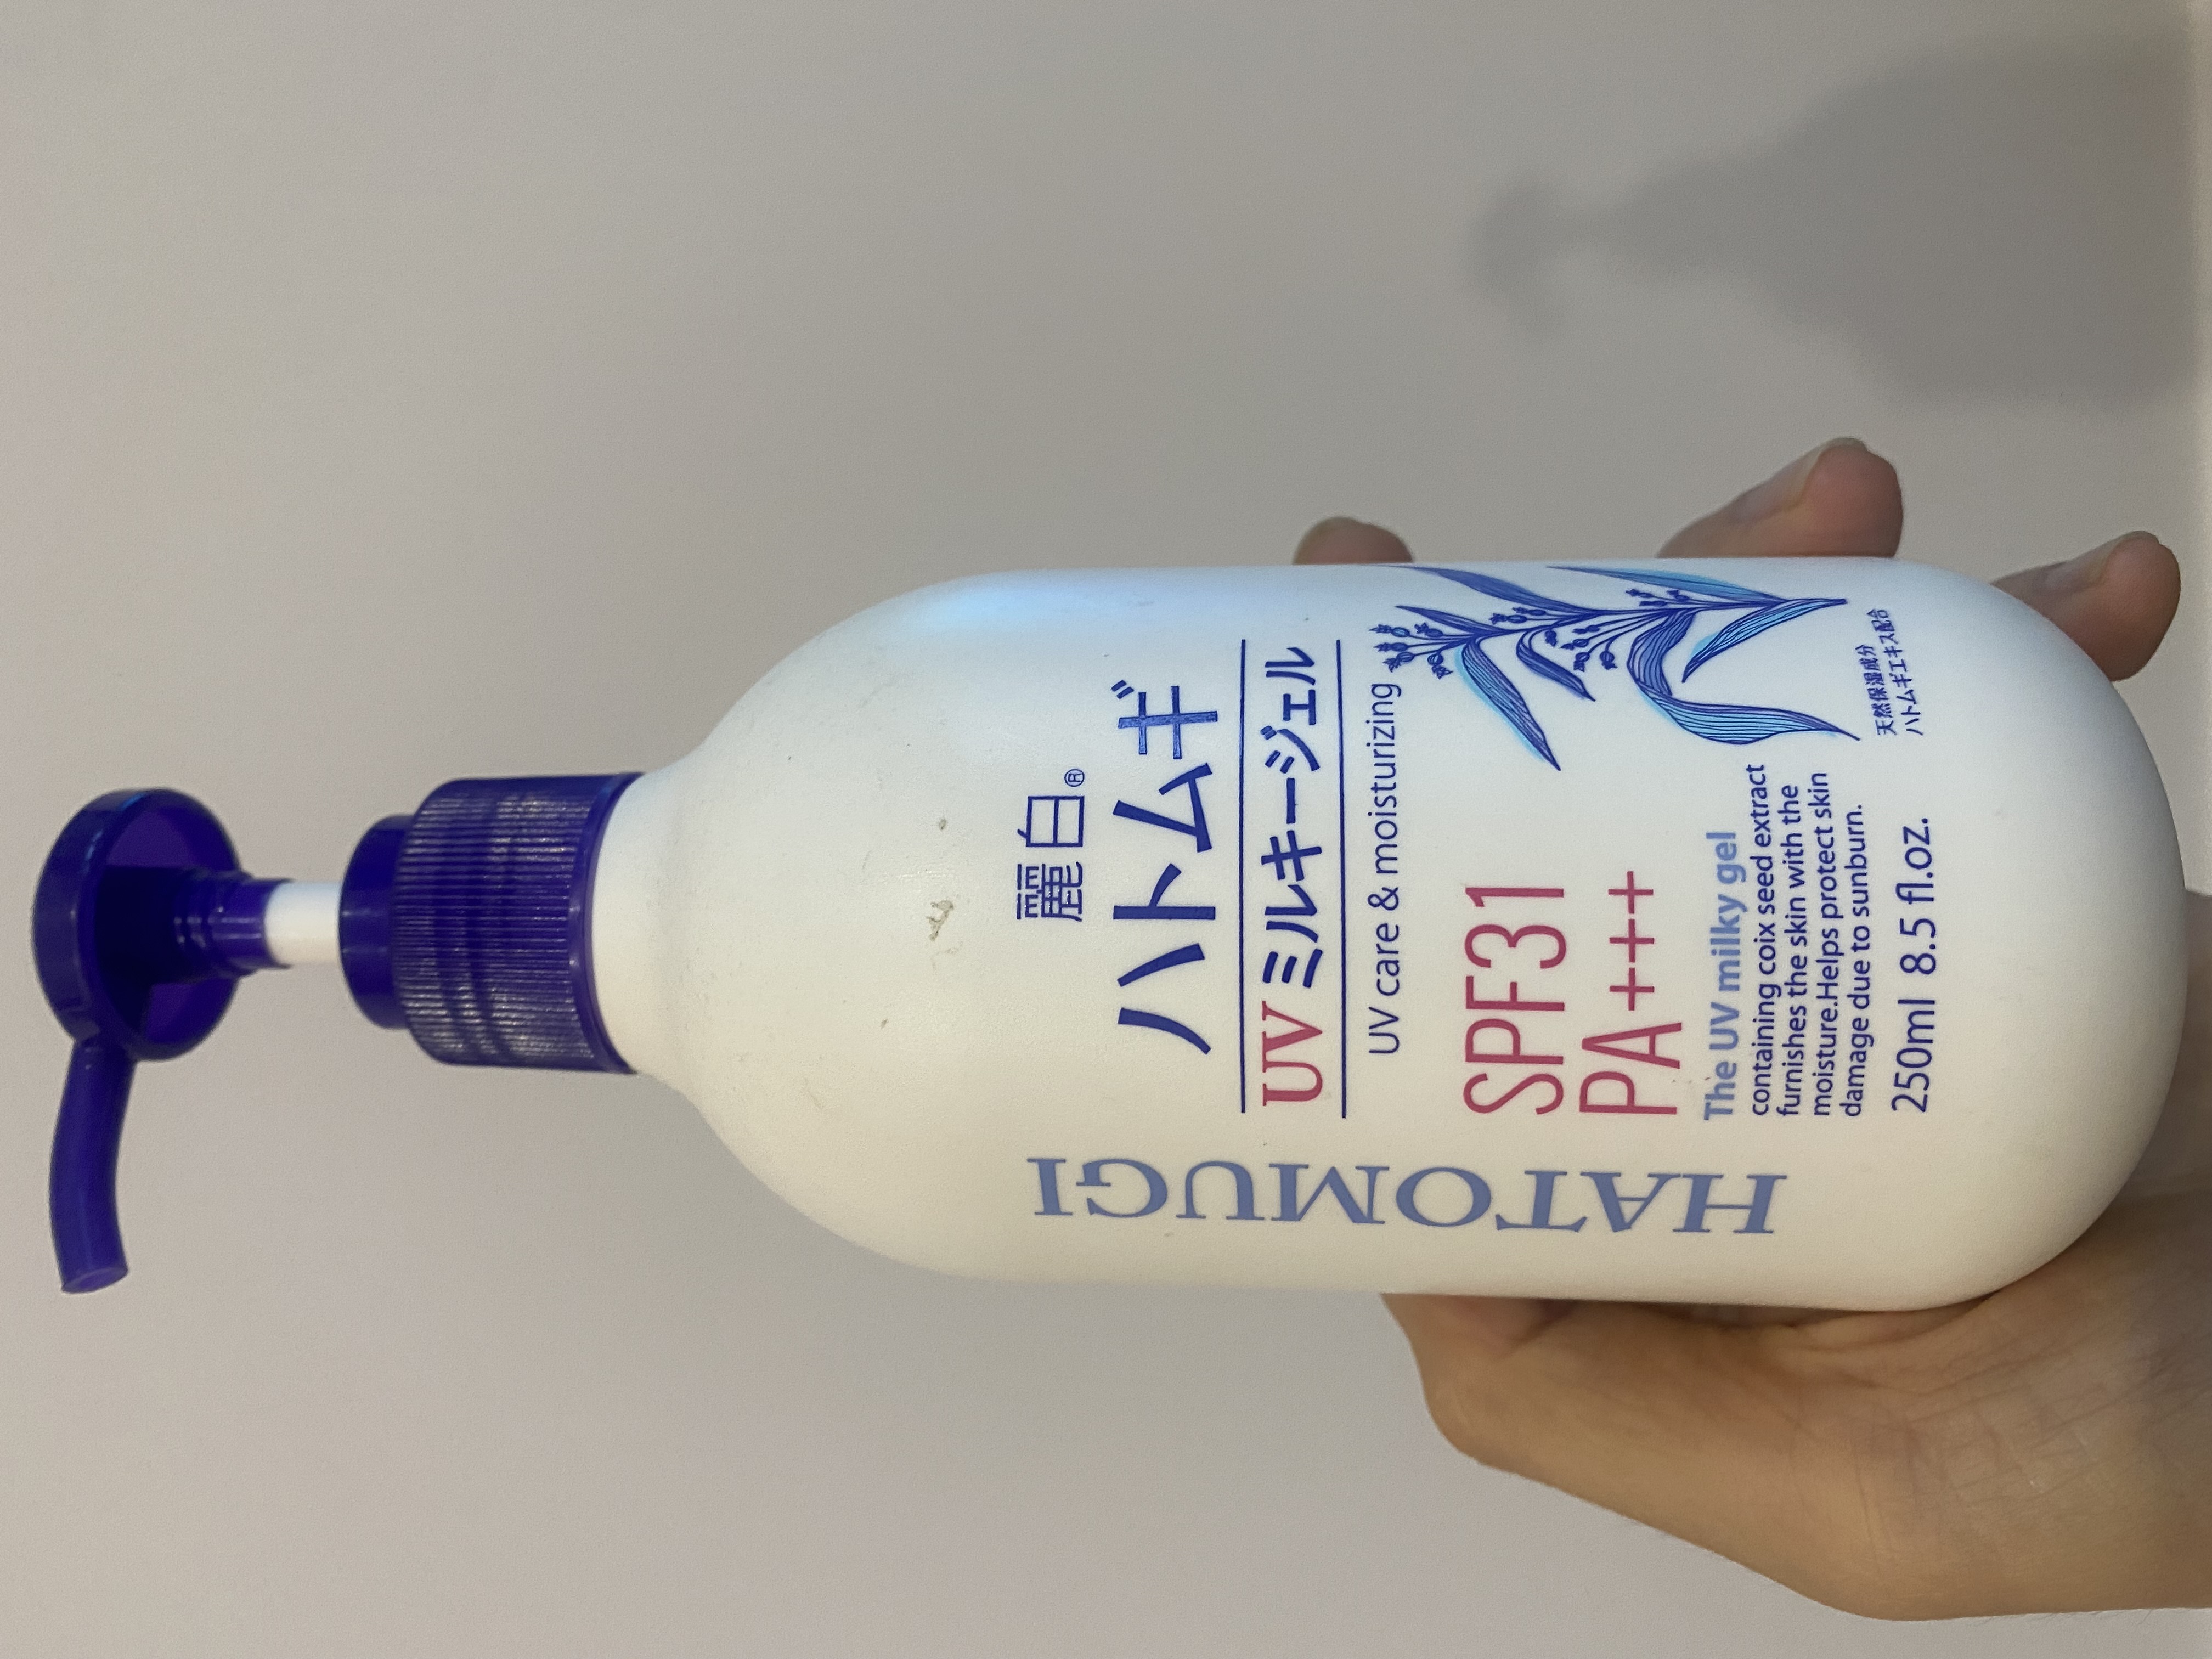 麗白®
ハトムギ
UVミルキージェル
UV care & moisturizing
SPF31
PA+++
The UV milky gel
containing coix seed extract
furnishes the skin with the
moisture.Helps protect skin
damage due to sunburn.
250ml 8.5 fl.oz.
天然保湿成分
ハトムギエキス配合
HATOMUGI